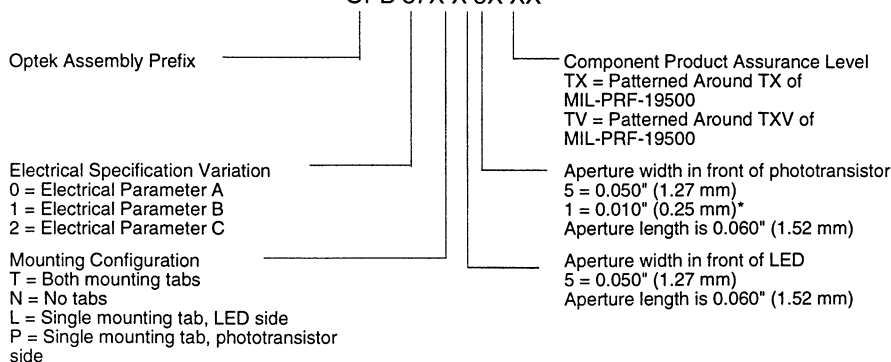 Optek Assembly Prefix
Component Product Assurance Level
TX = Patterned Around TX of
MIL-PRF-19500
TV = Patterned Around TXV of
MIL-PRF-19500
Electrical Specification Variation
0 = Electrical Parameter A
1 = Electrical Parameter B
2 = Electrical Parameter C
Aperture width in front of phototransistor
5 = 0.050" (1.27 mm)
1 = 0.010" (0.25 mm)*
Aperture length is 0.060" (1.52 mm)
Mounting Configuration
T = Both mounting tabs
N = No tabs
L = Single mounting tab, LED side
P = Single mounting tab, phototransistor
side
Aperture width in front of LED
5 = 0.050" (1.27 mm)
Aperture length is 0.060" (1.52 mm)